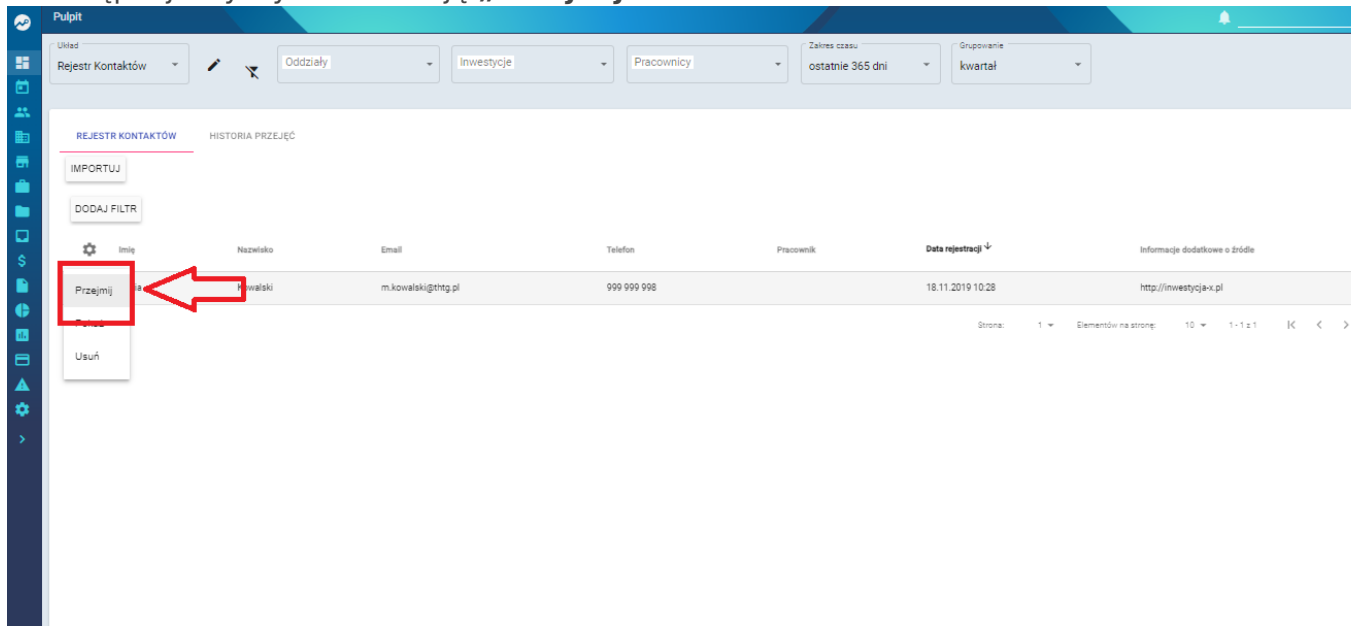 Pulpit
Układ
Rejestr Kontaktów
Oddziały
Inwestycje
Pracownicy
Zakres czasu
ostatnie 365 dni
Grupowanie
kwartał
REJESTR KONTAKTÓW HISTORIA PRZEJĘĆ
IMPORTUJ
DODAJ FILTR
Imię Nazwisko Email Telefon Pracownik Data rejestracji Informacje dodatkowe o źródle
Przejmij Kowalski m.kowalski@thtg.pl 999 999 998 18.11.2019 10:28 http://inwestycja-x.pl
Strona: 1 Elementów na stronę: 10 1-1 z 1
Usuń